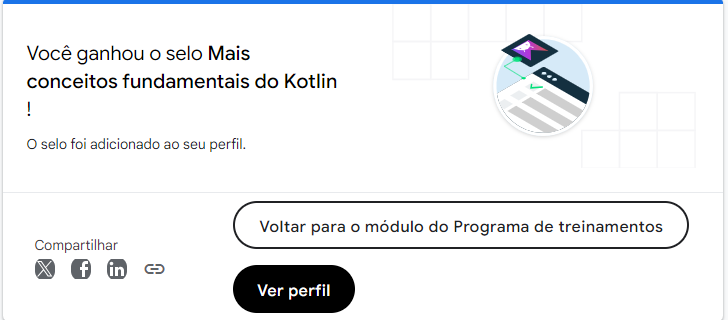 Você ganhou o selo Mais
conceitos fundamentais do Kotlin
!
O selo foi adicionado ao seu perfil.
Compartilhar
Voltar para o módulo do Programa de treinamentos
Ver perfil